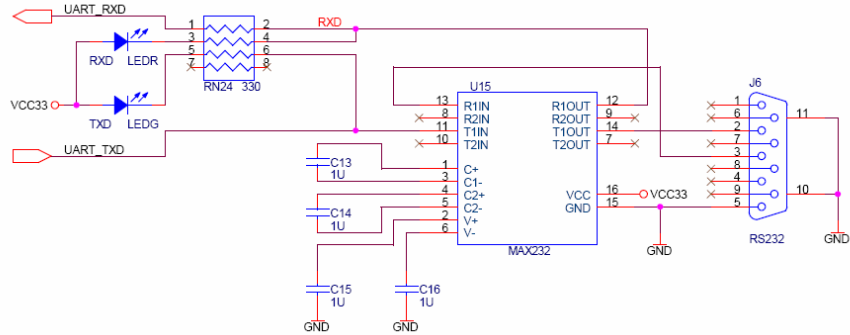 UART_RXD
RXD
1 2
3 4
5 6
7 8
RXD LEDR
RN24 330
U15
J6
VCC33
TXD LEDG
13 R1IN R1OUT 12
8 R2IN R2OUT 9
11 T1IN T1OUT 14
10 T2IN T2OUT 7
UART_TXD
C13
1U
1 C+
3 C1-
4 C2+
5 C2-
2 V+
6 V-
VCC 16 VCC33
GND 15
C14
1U
1
6
2
7
3
8
4
9
5
11
10
MAX232
GND
RS232
GND
C15
1U
C16
1U
GND
GND